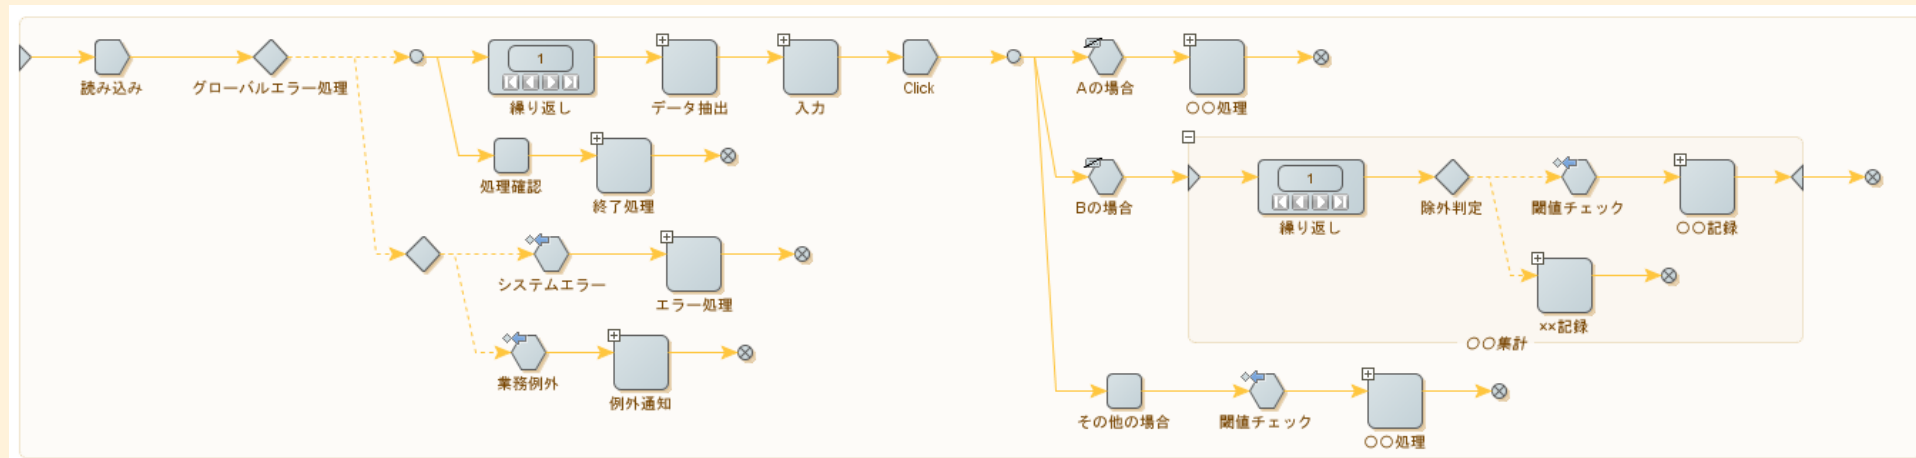 読み込み
グローバルエラー処理
1
繰り返し
データ抽出
入力
Click
Aの場合
〇〇処理
処理確認
終了処理
Bの場合
1
繰り返し
除外判定
閾値チェック
〇〇記録
××記録
〇〇集計
システムエラー
エラー処理
業務例外
例外通知
その他の場合
閾値チェック
〇〇処理